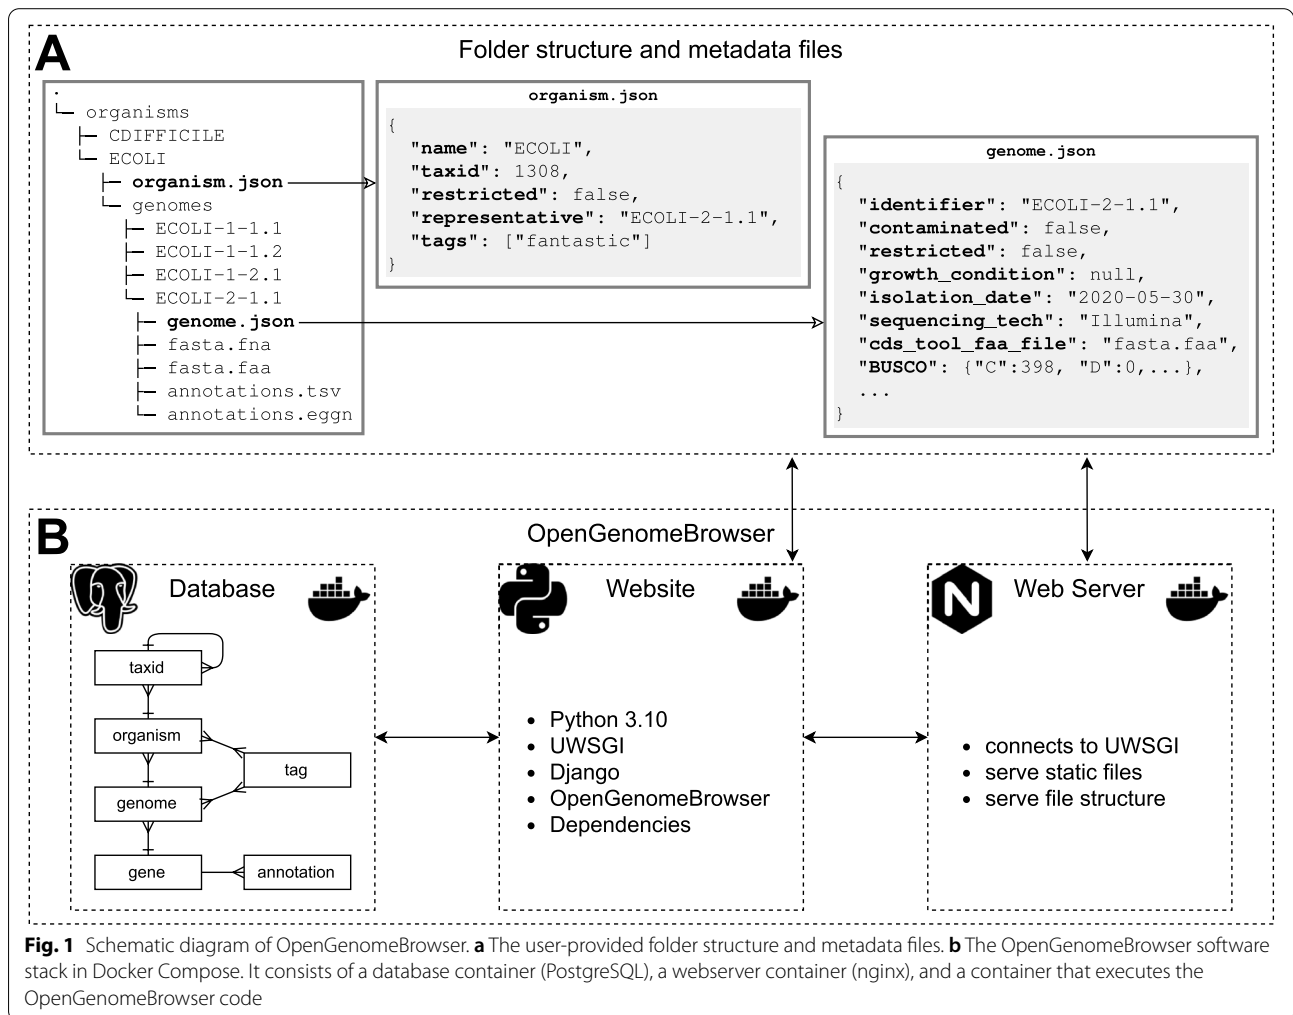 A
Folder structure and metadata files
.
└─ organisms
├─ CDIFFICILE
└─ ECOLI
├─ organism.json
└─ genomes
├─ ECOLI-1-1.1
├─ ECOLI-1-1.2
├─ ECOLI-1-2.1
└─ ECOLI-2-1.1
├─ genome.json
├─ fasta.fna
├─ fasta.faa
├─ annotations.tsv
└─ annotations.eggn
organism.json
{
"name": "ECOLI",
"taxid": 1308,
"restricted": false,
"representative": "ECOLI-2-1.1",
"tags": ["fantastic"]
}
genome.json
{
"identifier": "ECOLI-2-1.1",
"contaminated": false,
"restricted": false,
"growth_condition": null,
"isolation_date": "2020-05-30",
"sequencing_tech": "Illumina",
"cds_tool_faa_file": "fasta.faa",
"BUSCO": {"C":398, "D":0,...},
...
}
B
OpenGenomeBrowser
Database
taxid
organism
tag
genome
gene
annotation
Website
• Python 3.10
• UWSGI
• Django
• OpenGenomeBrowser
• Dependencies
N
Web Server
• connects to UWSGI
• serve static files
• serve file structure
Fig. 1 Schematic diagram of OpenGenomeBrowser. a The user-provided folder structure and metadata files. b The OpenGenomeBrowser software
stack in Docker Compose. It consists of a database container (PostgreSQL), a webserver container (nginx), and a container that executes the
OpenGenomeBrowser code